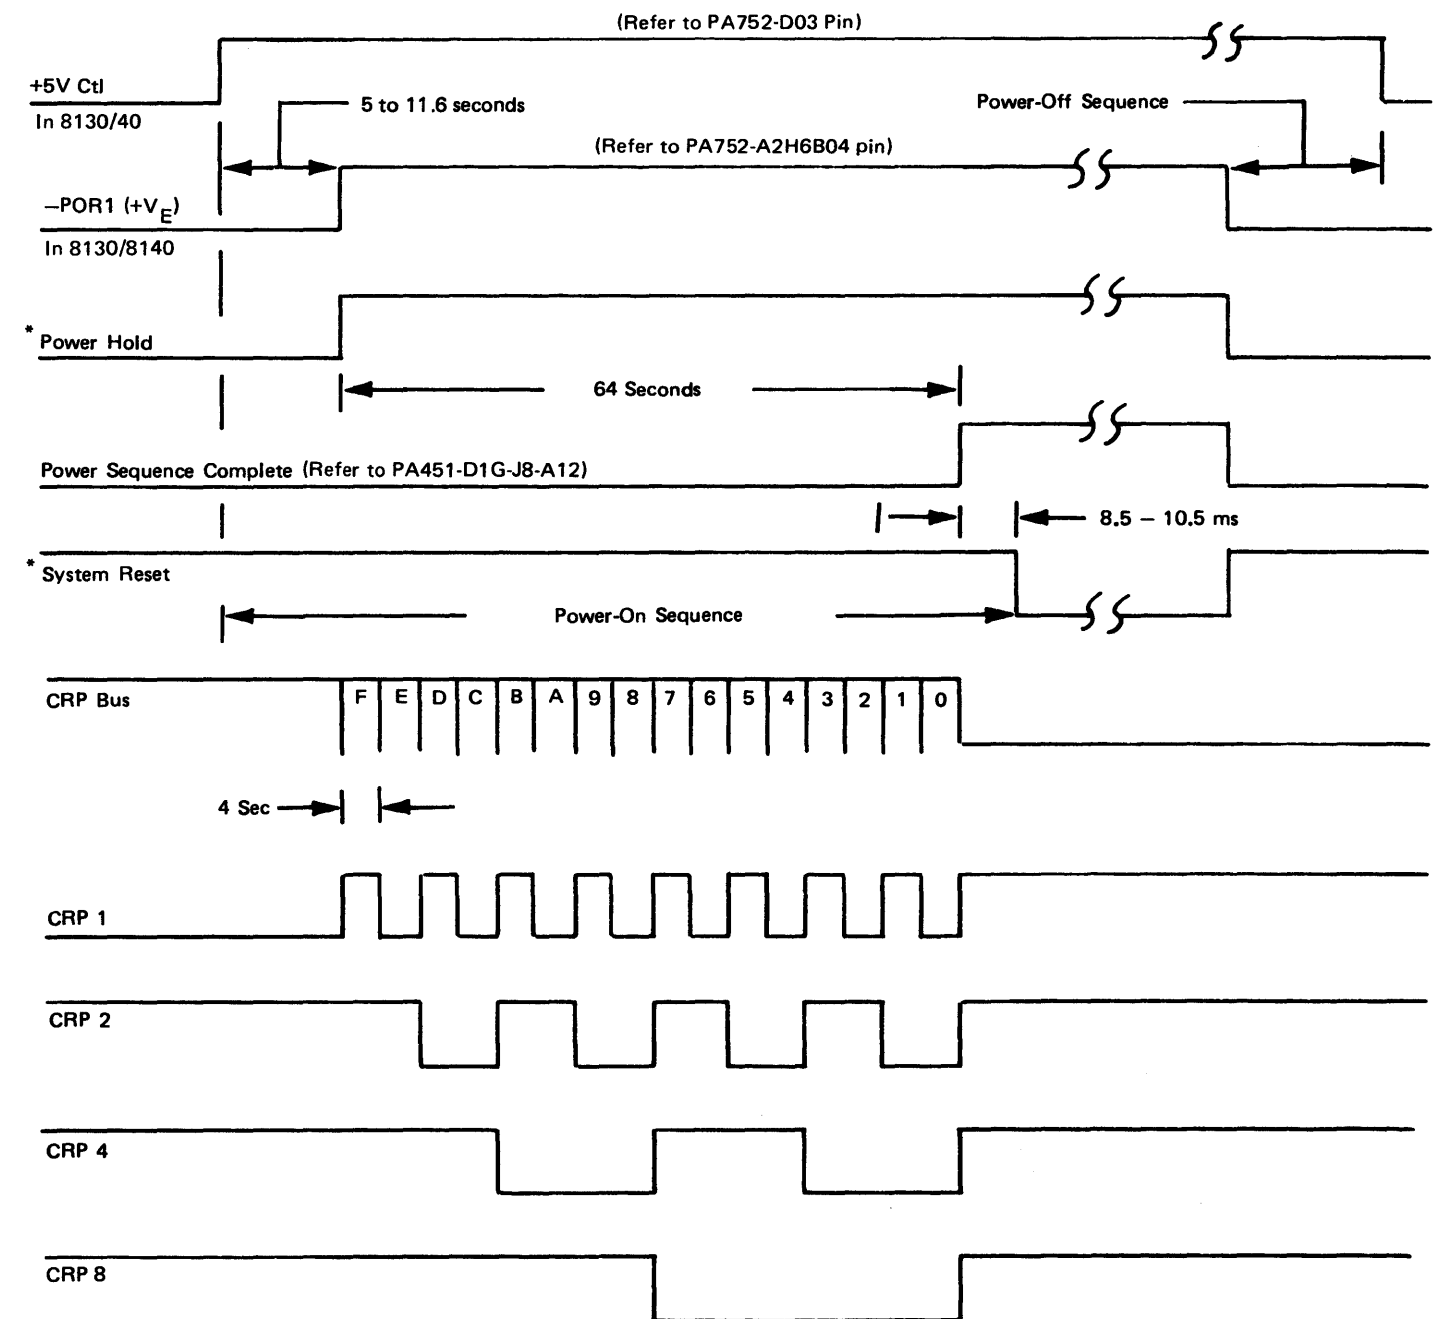 (Refer to PA752-D03 Pin)
+5V Ctl
In 8130/40
5 to 11.6 seconds
Power-Off Sequence
(Refer to PA752-A2H6B04 pin)
–POR1 (+VE)
In 8130/8140
* Power Hold
64 Seconds
Power Sequence Complete (Refer to PA451-D1G-J8-A12)
8.5 – 10.5 ms
* System Reset
Power-On Sequence
CRP Bus
F E D C B A 9 8 7 6 5 4 3 2 1 0
4 Sec
CRP 1
CRP 2
CRP 4
CRP 8